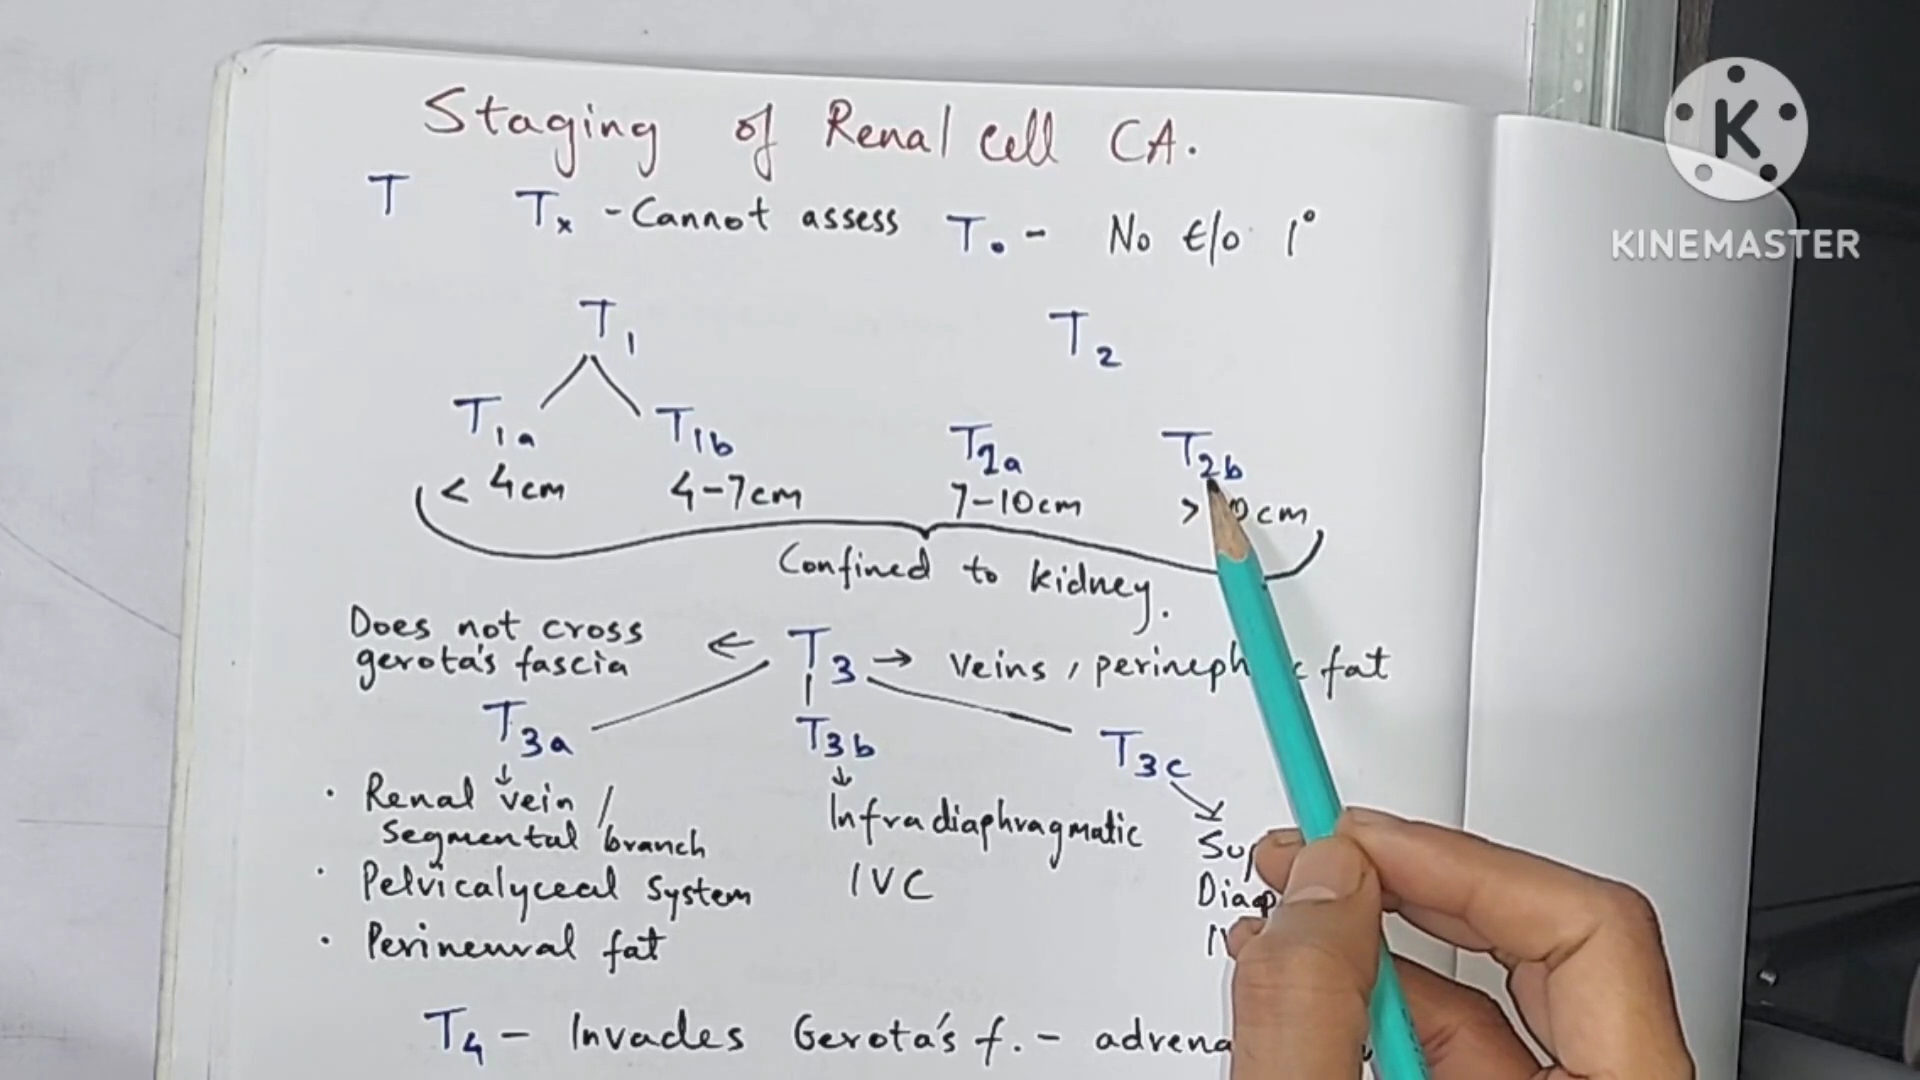 Staging of Renal Cell CA.
T Tx - Cannot assess T0 - No E/o 1°
T1 T2
T1a T1b T2a T2b
< 4cm 4-7cm 7-10cm > cm
Confined to kidney.
Does not cross gerota's fascia ← T3 → veins, perineph fat
T3a T3b T3c
· Renal vein / segmental branch
· Pelvicalyceal system
· Perineural fat
Infradiaphragmatic
IVC
T4 - Invades Gerota's f. -
K
KINEMASTER